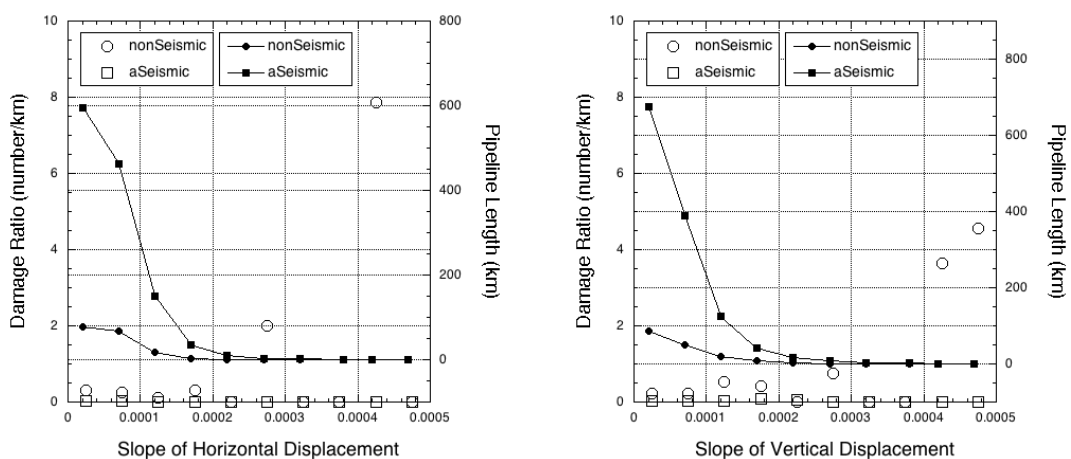 10
8
6
4
2
0
Damage Ratio (number/km)
nonSeismic
aSeismic
nonSeismic
aSeismic
800
600
400
200
0
Pipeline Length (km)
0 0.0001 0.0002 0.0003 0.0004 0.0005
Slope of Horizontal Displacement
10
8
6
4
2
0
Damage Ratio (number/km)
nonSeismic
aSeismic
nonSeismic
aSeismic
800
600
400
200
0
Pipeline Length (km)
0 0.0001 0.0002 0.0003 0.0004 0.0005
Slope of Vertical Displacement